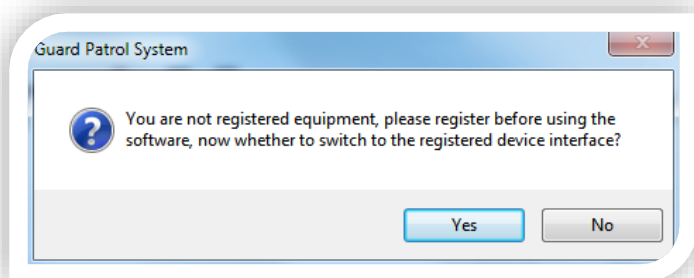 Guard Patrol System
X
You are not registered equipment, please register before using the
software, now whether to switch to the registered device interface?
Yes
No